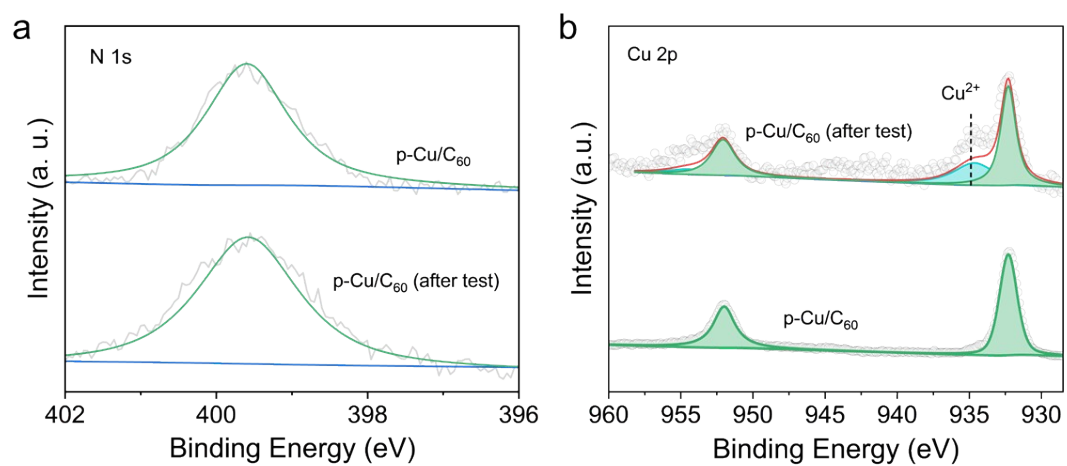 a
N 1s
p-Cu/C60
p-Cu/C60 (after test)
Intensity (a. u.)
402 400 398 396
Binding Energy (eV)
b
Cu 2p
Cu2+
p-Cu/C60 (after test)
p-Cu/C60
Intensity (a.u.)
960 955 950 945 940 935 930
Binding Energy (eV)